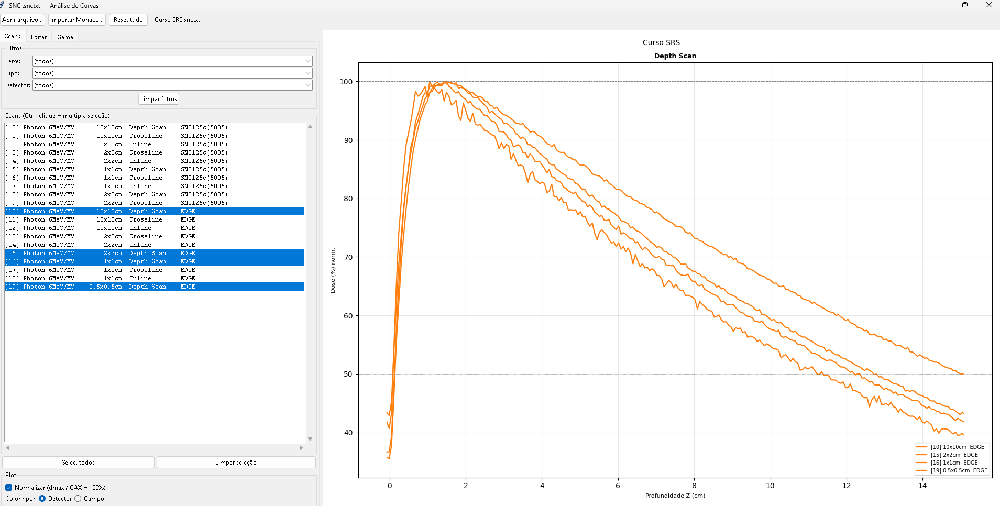 SNC .snctxt — Análise de Curvas
Abrir arquivo... Importar Monaco... Reset tudo Curso SRS.snctxt
Scans Editar Gama
Filtros
Feixe: (todos)
Tipo: (todos)
Detector: (todos)
Limpar filtros
Scans (Ctrl+clique = múltipla seleção)
[ 0] Photon 6MeV/MV 10x10cm Depth Scan SNC125c(5005)
[ 1] Photon 6MeV/MV 10x10cm Crossline SNC125c(5005)
[ 2] Photon 6MeV/MV 10x10cm Inline SNC125c(5005)
[ 3] Photon 6MeV/MV 2x2cm Crossline SNC125c(5005)
[ 4] Photon 6MeV/MV 2x2cm Inline SNC125c(5005)
[ 5] Photon 6MeV/MV 1x1cm Depth Scan SNC125c(5005)
[ 6] Photon 6MeV/MV 1x1cm Crossline SNC125c(5005)
[ 7] Photon 6MeV/MV 1x1cm Inline SNC125c(5005)
[ 8] Photon 6MeV/MV 2x2cm Depth Scan SNC125c(5005)
[ 9] Photon 6MeV/MV 2x2cm Crossline SNC125c(5005)
[10] Photon 6MeV/MV 10x10cm Depth Scan EDGE
[11] Photon 6MeV/MV 10x10cm Crossline EDGE
[12] Photon 6MeV/MV 10x10cm Inline EDGE
[13] Photon 6MeV/MV 2x2cm Crossline EDGE
[14] Photon 6MeV/MV 2x2cm Inline EDGE
[15] Photon 6MeV/MV 2x2cm Depth Scan EDGE
[16] Photon 6MeV/MV 1x1cm Depth Scan EDGE
[17] Photon 6MeV/MV 1x1cm Crossline EDGE
[18] Photon 6MeV/MV 1x1cm Inline EDGE
[19] Photon 6MeV/MV 0.5x0.5cm Depth Scan EDGE
Selec. todos Limpar seleção
Plot
Normalizar (dmax / CAX = 100%)
Colorir por: Detector Campo
Curso SRS
Depth Scan
Dose (%) norm.
100
90
80
70
60
50
40
0 2 4 6 8 10 12 14
Profundidade Z (cm)
[10] 10x10cm EDGE
[15] 2x2cm EDGE
[16] 1x1cm EDGE
[19] 0.5x0.5cm EDGE